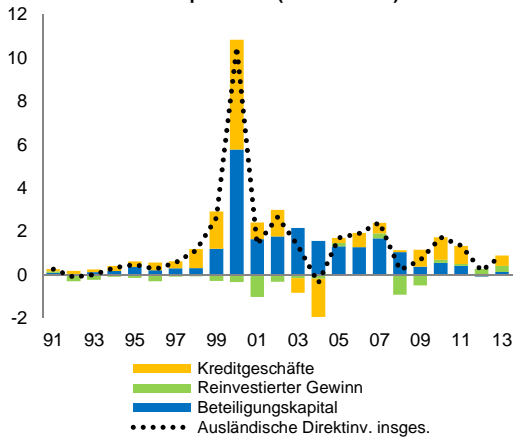 12
10
8
6
4
2
0
-2
91 93 95 97 99 01 03 05 07 09 11 13
Kreditgeschäfte
Reinvestierter Gewinn
Beteiligungskapital
Ausländische Direktinv. insges.